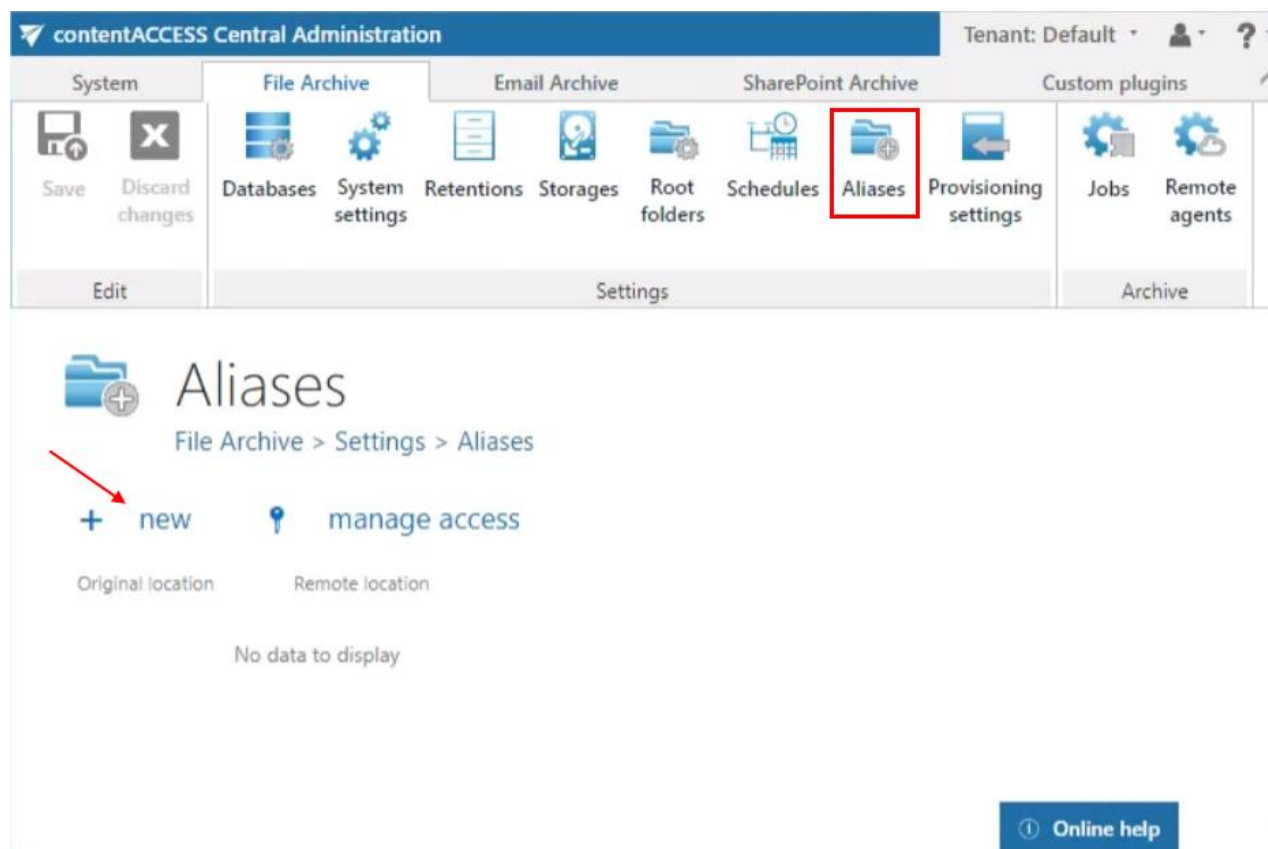 contentACCESS Central Administration
Tenant: Default
?
System
File Archive
Email Archive
SharePoint Archive
Custom plugins
Save
Discard
changes
Databases
System
settings
Retentions
Storages
Root
folders
Schedules
Aliases
Provisioning
settings
Jobs
Remote
agents
Edit
Settings
Archive
Aliases
File Archive > Settings > Aliases
+ new
manage access
Original location
Remote location
No data to display
Online help